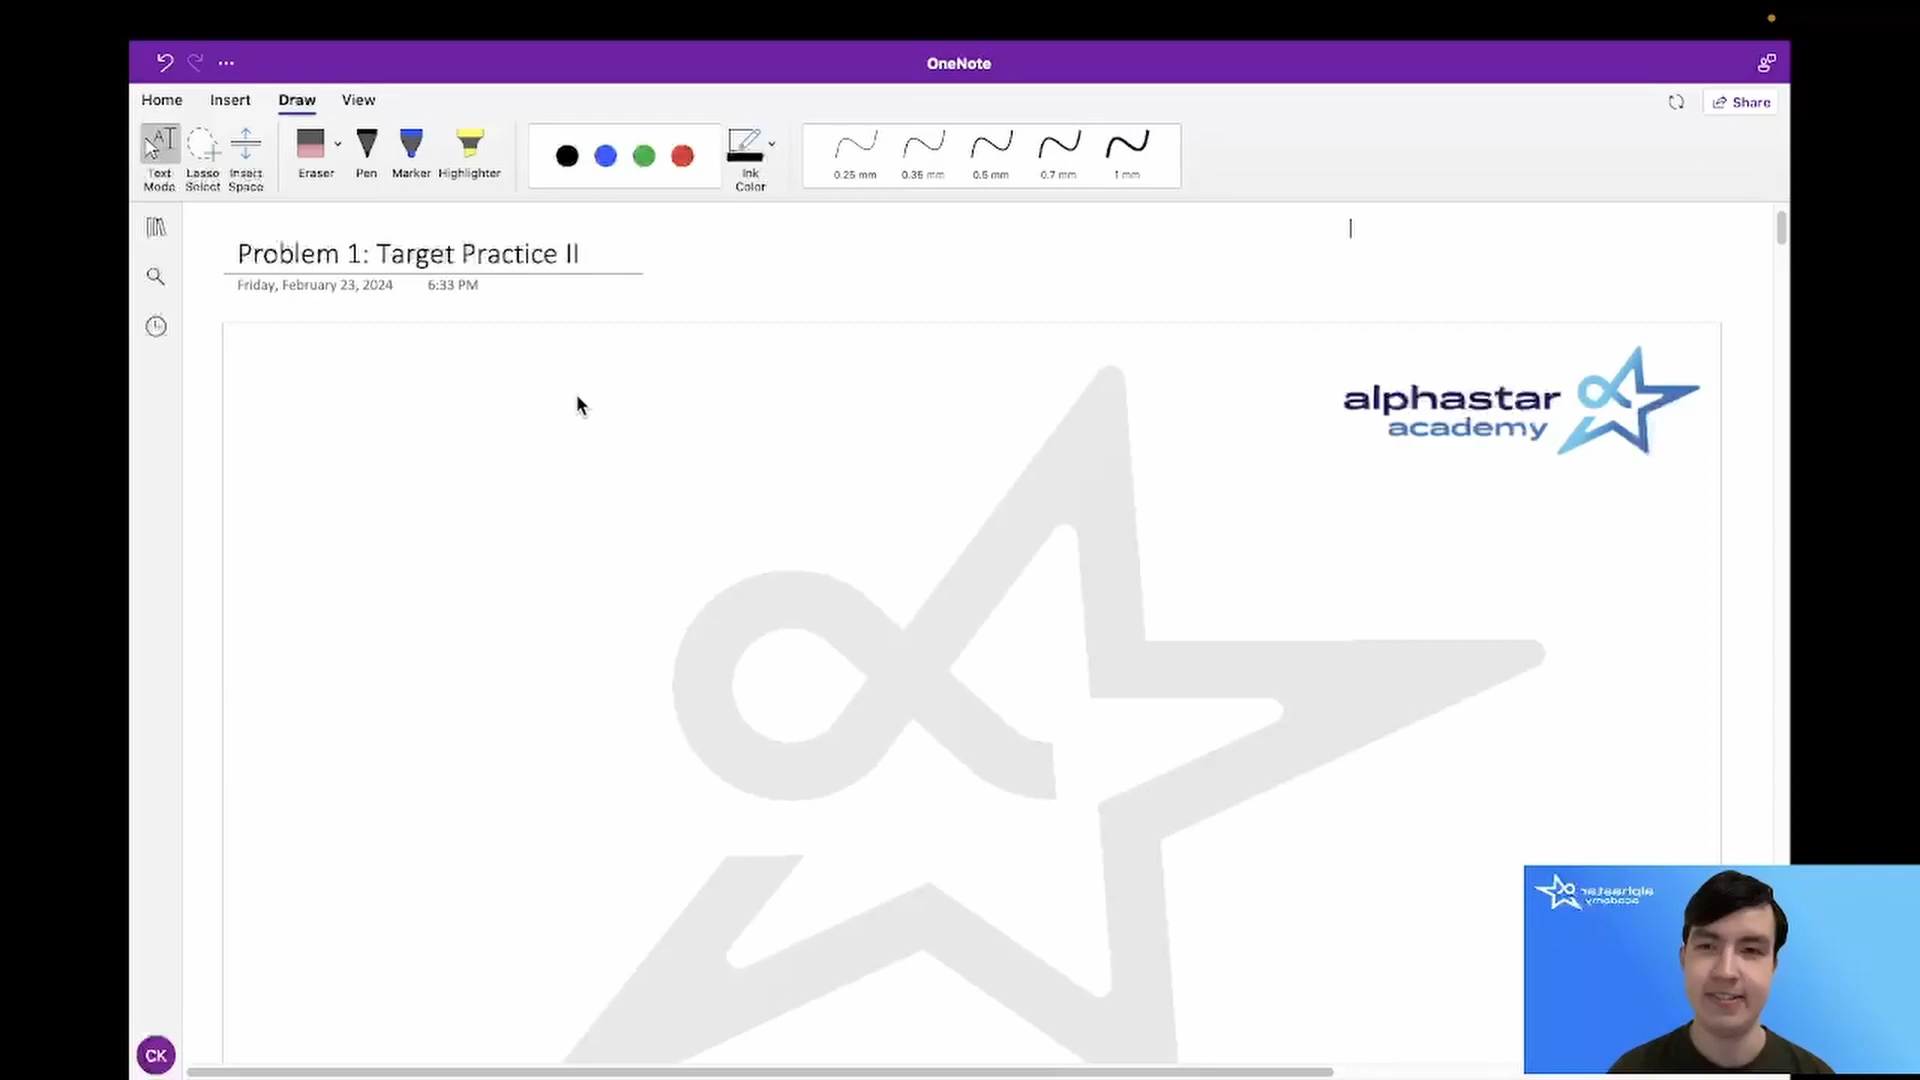 OneNote
Home Insert Draw View
Share
Text Mode
Lasso Select
Insert Space
Eraser
Pen
Marker
Highlighter
Ink Color
0.25 mm
0.35 mm
0.5 mm
0.7 mm
1 mm
Problem 1: Target Practice II
Friday, February 23, 2024 6:33 PM
alphastar
academy
alphastar
academy
CK